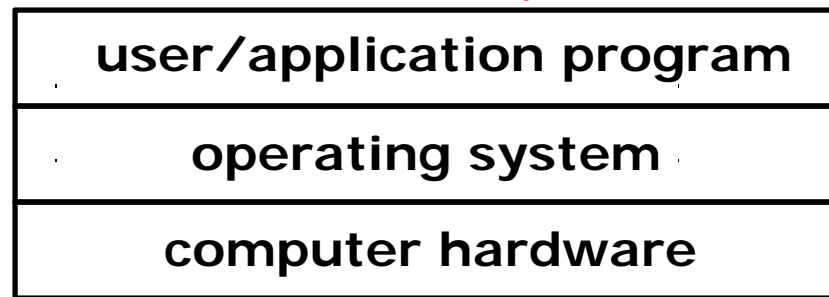 user/application program
operating system
computer hardware